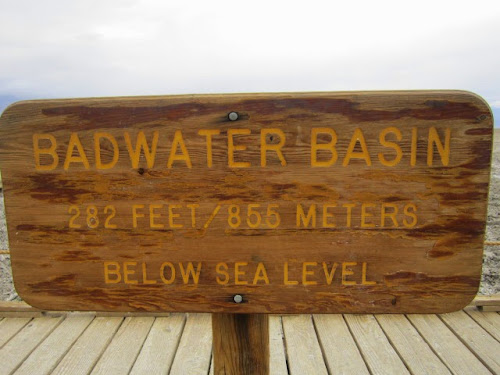 BADWATER BASIN
282 FEET/855 METERS
BELOW SEA LEVEL